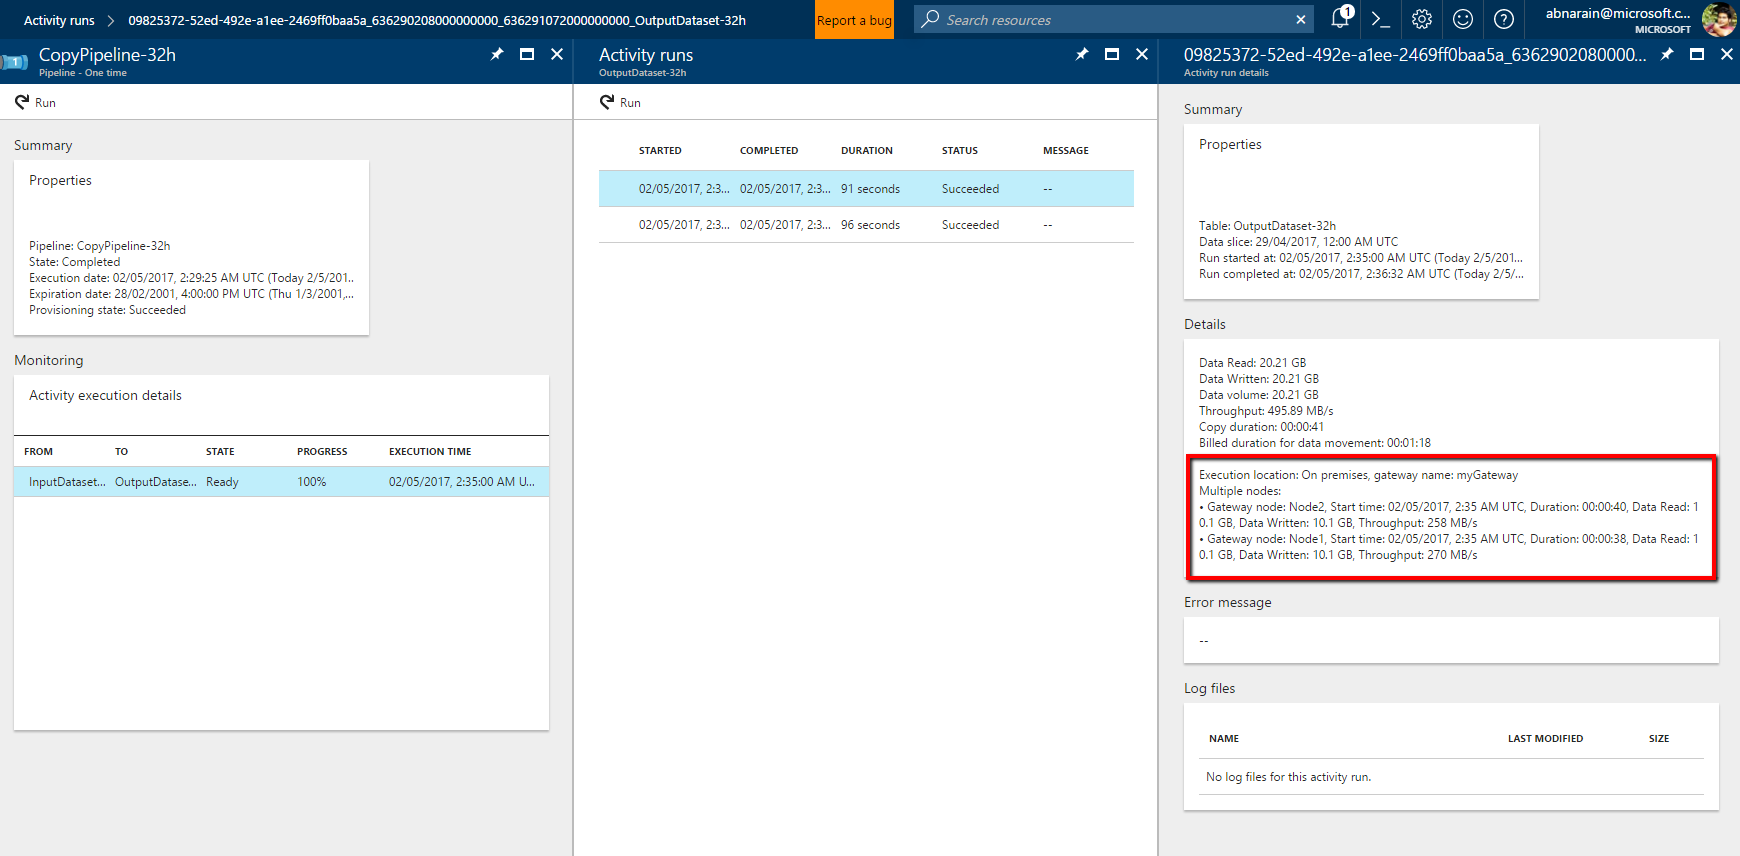 Activity runs > 09825372-52ed-492e-a1ee-2469ff0baa5a_636290208000000000_636291072000000000_OutputDataset-32h
Report a bug
Search resources
1
abnarain@microsoft.c...
MICROSOFT
CopyPipeline-32h
Pipeline - One time
Run
Summary
Properties
Pipeline: CopyPipeline-32h
State: Completed
Execution date: 02/05/2017, 2:29:25 AM UTC (Today 2/5/201..
Expiration date: 28/02/2001, 4:00:00 PM UTC (Thu 1/3/2001,...
Provisioning state: Succeeded
Monitoring
Activity execution details
FROM TO STATE PROGRESS EXECUTION TIME
InputDataset... OutputDatase... Ready 100% 02/05/2017, 2:35:00 AM U...
Activity runs
OutputDataset-32h
Run
STARTED COMPLETED DURATION STATUS MESSAGE
02/05/2017, 2:3... 02/05/2017, 2:3... 91 seconds Succeeded --
02/05/2017, 2:3... 02/05/2017, 2:3... 96 seconds Succeeded --
09825372-52ed-492e-a1ee-2469ff0baa5a_6362902080000...
Activity run details
Summary
Properties
Table: OutputDataset-32h
Data slice: 29/04/2017, 12:00 AM UTC
Run started at: 02/05/2017, 2:35:00 AM UTC (Today 2/5/201...
Run completed at: 02/05/2017, 2:36:32 AM UTC (Today 2/5/...
Details
Data Read: 20.21 GB
Data Written: 20.21 GB
Data volume: 20.21 GB
Throughput: 495.89 MB/s
Copy duration: 00:00:41
Billed duration for data movement: 00:01:18
Execution location: On premises, gateway name: myGateway
Multiple nodes:
• Gateway node: Node2, Start time: 02/05/2017, 2:35 AM UTC, Duration: 00:00:40, Data Read: 1
0.1 GB, Data Written: 10.1 GB, Throughput: 258 MB/s
• Gateway node: Node1, Start time: 02/05/2017, 2:35 AM UTC, Duration: 00:00:38, Data Read: 1
0.1 GB, Data Written: 10.1 GB, Throughput: 270 MB/s
Error message
--
Log files
NAME LAST MODIFIED SIZE
No log files for this activity run.